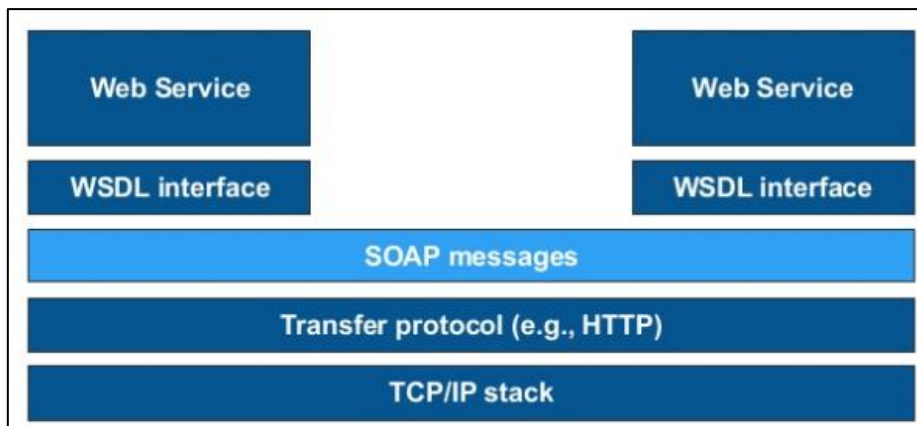 Web Service
Web Service
WSDL interface
WSDL interface
SOAP messages
Transfer protocol (e.g., HTTP)
TCP/IP stack